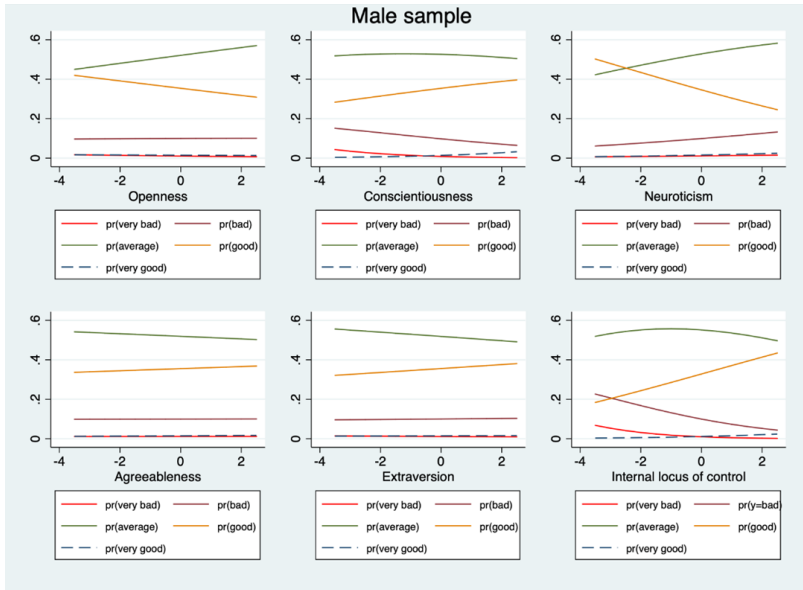 Male sample
.6 .6 .6
.4 .4 .4
.2 .2 .2
0 0 0
-4 -2 0 2 -4 -2 0 2 -4 -2 0 2
Openness Conscientiousness Neuroticism
pr(very bad) pr(bad) pr(very bad) pr(bad) pr(very bad) pr(bad)
pr(average) pr(good) pr(average) pr(good) pr(average) pr(good)
pr(very good) pr(very good) pr(very good)
.6 .6 .6
.4 .4 .4
.2 .2 .2
0 0 0
-4 -2 0 2 -4 -2 0 2 -4 -2 0 2
Agreeableness Extraversion Internal locus of control
pr(very bad) pr(bad) pr(very bad) pr(bad) pr(very bad) pr(y=bad)
pr(average) pr(good) pr(average) pr(good) pr(average) pr(good)
pr(very good) pr(very good) pr(very good)